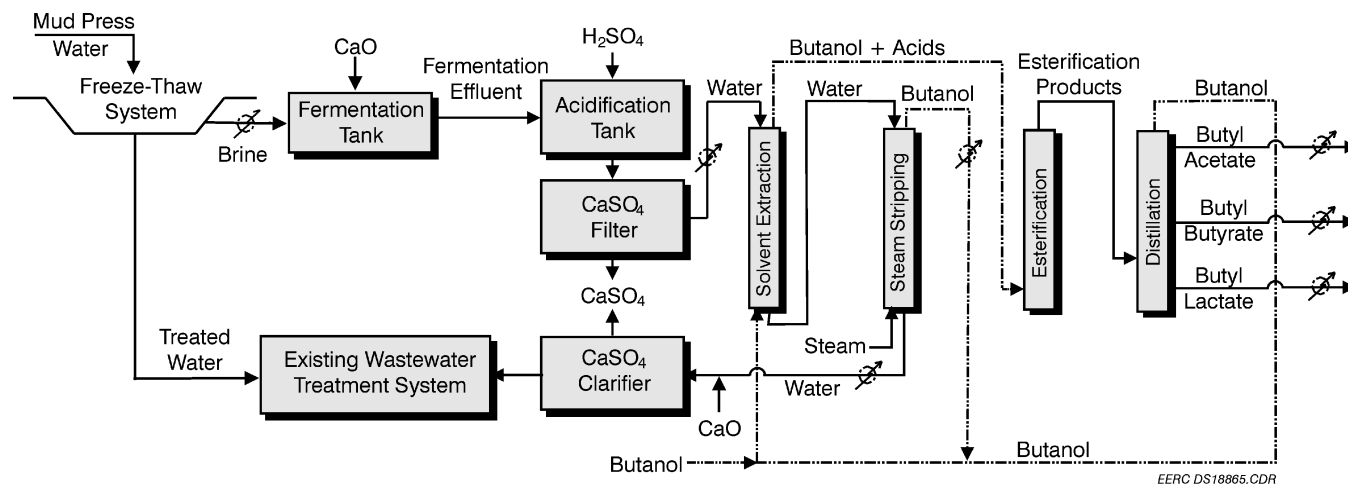 Mud Press
Water
Freeze-Thaw
System
Brine
CaO
Fermentation
Tank
Fermentation
Effluent
H₂SO₄
Acidification
Tank
CaSO₄
Filter
CaSO₄
Water
Solvent Extraction
Butanol + Acids
Water
Butanol
Steam Stripping
Steam
Esterification
Products
Esterification
Distillation
Butanol
Butyl
Acetate
Butyl
Butyrate
Butyl
Lactate
Treated
Water
Existing Wastewater
Treatment System
CaSO₄
Clarifier
Water
CaO
Butanol
Butanol
EERC DS18865.CDR